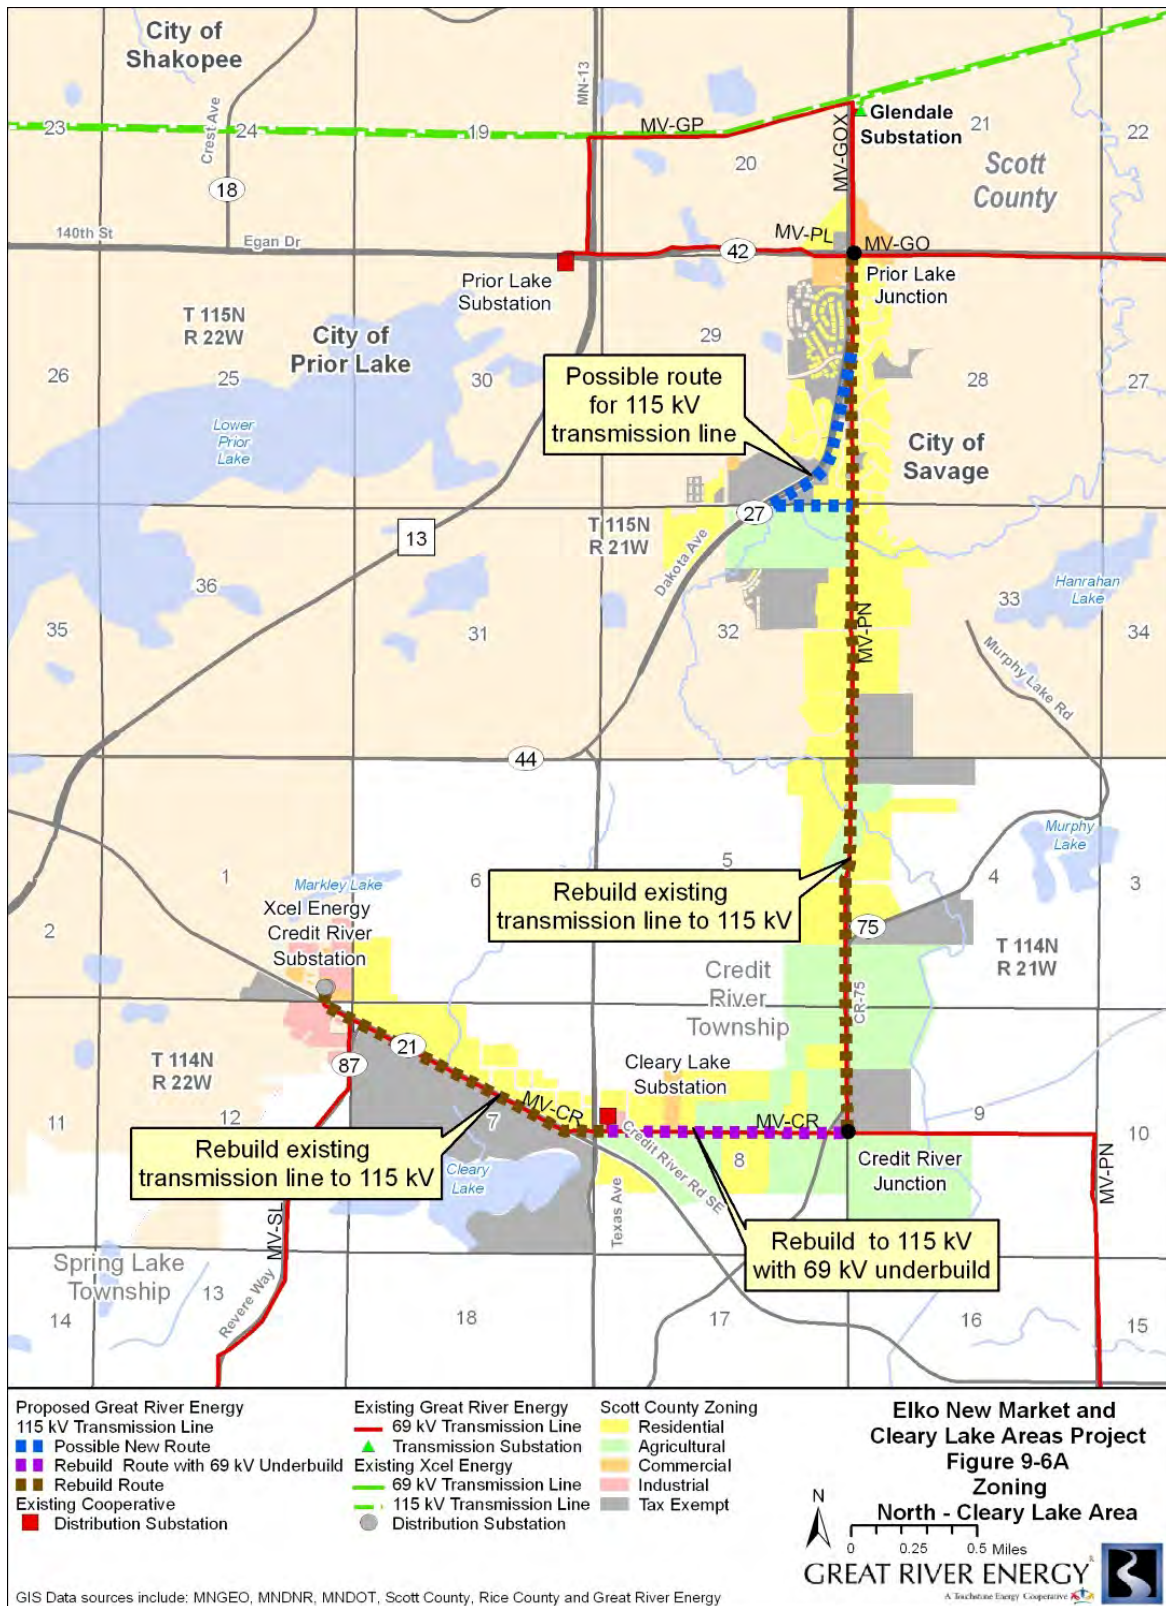 City of
Shakopee
MN-13
Crest Ave
23
24
19
MV-GP
MV-GOX
Glendale
Substation
21
22
20
Scott
County
18
140th St
Egan Dr
MV-PL
42
MV-GO
Prior Lake
Substation
Prior Lake
Junction
T 115N
R 22W
City of
Prior Lake
29
26
25
30
28
27
Possible route
for 115 kV
transmission line
Lower
Prior
Lake
City of
Savage
27
T 115N
R 21W
13
Dakota Ave
36
Hanrahan
Lake
33
35
31
32
34
MV-PN
Murphy Lake Rd
44
Murphy
Lake
1
Markley Lake
6
5
4
3
Rebuild existing
transmission line to 115 kV
Xcel Energy
Credit River
Substation
2
75
T 114N
R 21W
Credit
River
Township
CR-75
T 114N
R 22W
21
87
Cleary Lake
Substation
11
12
7
MV-CR
MV-CR
9
10
Rebuild existing
transmission line to 115 kV
Credit River Rd SE
8
Credit River
Junction
MV-PN
Cleary
Lake
Texas Ave
MV-SL
Rebuild to 115 kV
with 69 kV underbuild
Spring Lake
Township
13
Revere Way
14
18
17
16
15
Proposed Great River Energy
115 kV Transmission Line
Possible New Route
Rebuild Route with 69 kV Underbuild
Rebuild Route
Existing Cooperative
Distribution Substation
Existing Great River Energy
69 kV Transmission Line
Transmission Substation
Existing Xcel Energy
69 kV Transmission Line
115 kV Transmission Line
Distribution Substation
Scott County Zoning
Residential
Agricultural
Commercial
Industrial
Tax Exempt
Elko New Market and
Cleary Lake Areas Project
Figure 9-6A
Zoning
North - Cleary Lake Area
N
0 0.25 0.5 Miles
GREAT RIVER ENERGY
A Touchstone Energy Cooperative
GIS Data sources include: MNGEO, MNDNR, MNDOT, Scott County, Rice County and Great River Energy